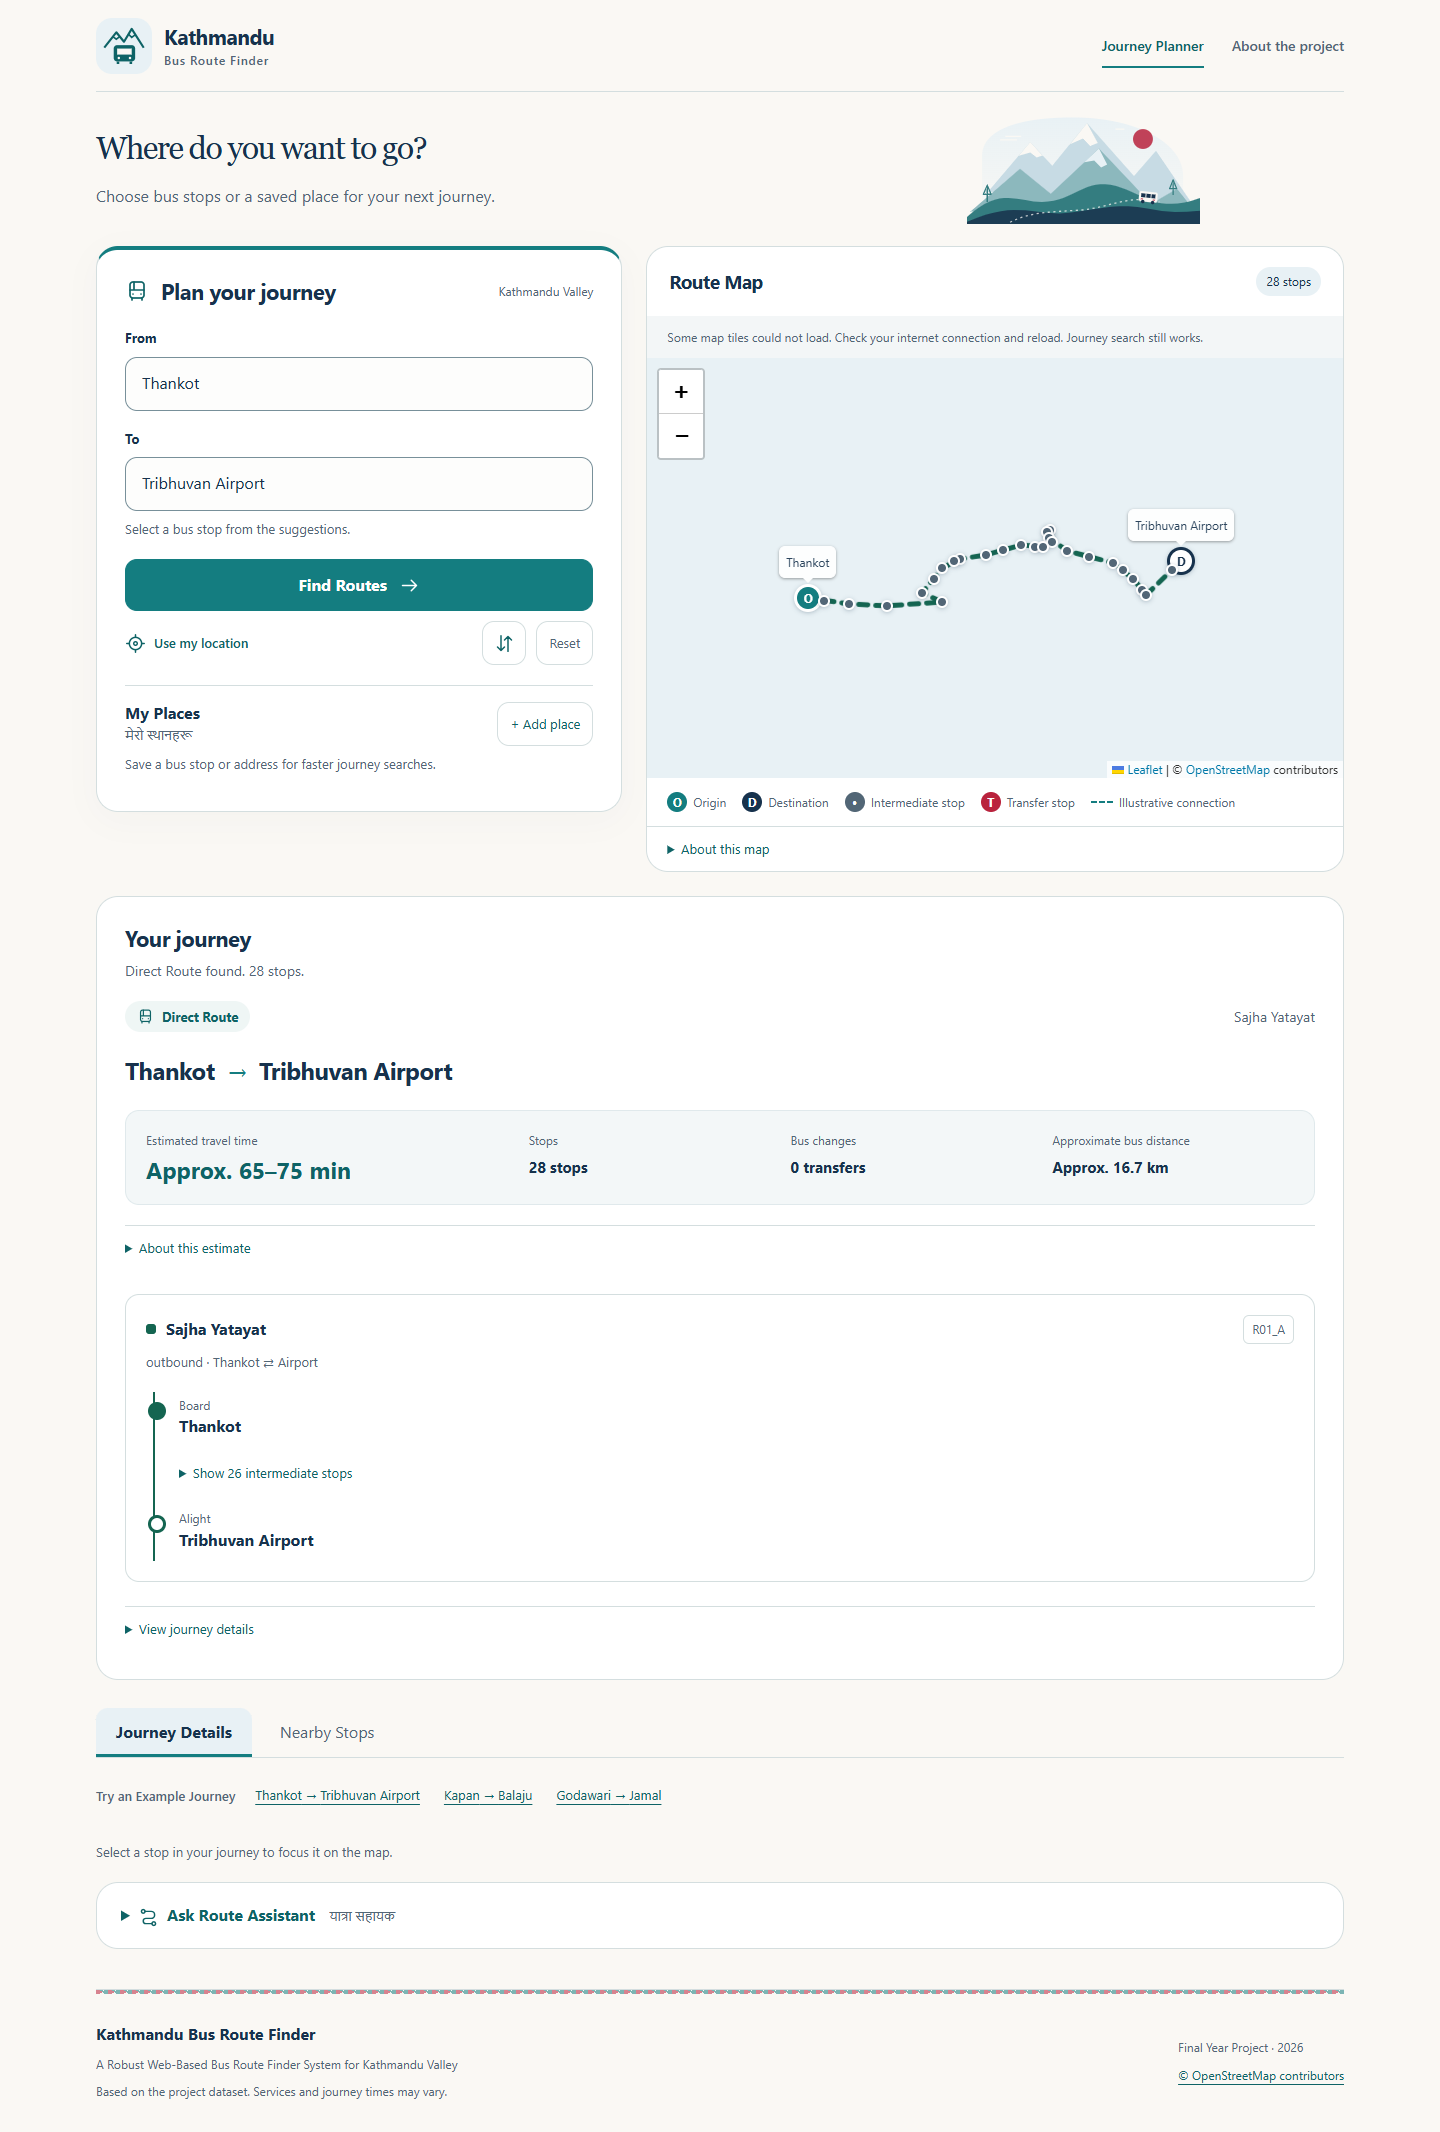 Kathmandu
Bus Route Finder
Journey Planner
About the project
Where do you want to go?
Choose bus stops or a saved place for your next journey.
Plan your journey
Kathmandu Valley
From
Thankot
To
Tribhuvan Airport
Select a bus stop from the suggestions.
Find Routes →
Use my location
Reset
My Places
मेरो स्थानहरू
+ Add place
Save a bus stop or address for faster journey searches.
Route Map
28 stops
Some map tiles could not load. Check your internet connection and reload. Journey search still works.
+
−
Thankot
O
Tribhuvan Airport
D
Leaflet | © OpenStreetMap contributors
O Origin
D Destination
Intermediate stop
T Transfer stop
Illustrative connection
▶ About this map
Your journey
Direct Route found. 28 stops.
Direct Route
Sajha Yatayat
Thankot → Tribhuvan Airport
Estimated travel time
Approx. 65–75 min
Stops
28 stops
Bus changes
0 transfers
Approximate bus distance
Approx. 16.7 km
▶ About this estimate
Sajha Yatayat
R01_A
outbound · Thankot ⇄ Airport
Board
Thankot
▶ Show 26 intermediate stops
Alight
Tribhuvan Airport
▶ View journey details
Journey Details
Nearby Stops
Try an Example Journey
Thankot → Tribhuvan Airport
Kapan → Balaju
Godawari → Jamal
Select a stop in your journey to focus it on the map.
▶ Ask Route Assistant यात्रा सहायक
Kathmandu Bus Route Finder
A Robust Web-Based Bus Route Finder System for Kathmandu Valley
Based on the project dataset. Services and journey times may vary.
Final Year Project · 2026
© OpenStreetMap contributors